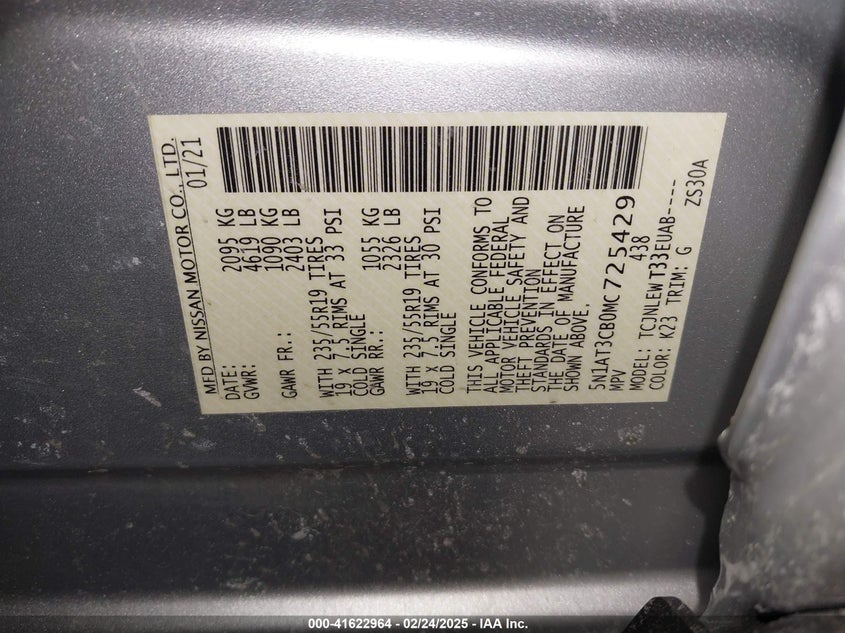 MFD BY NISSAN MOTOR CO., LTD.
DATE: 01/21
GVWR: 2095 KG
4619 LB
GAWR FR.: 1090 KG
2403 LB
WITH 235/55R19 TIRES
19 X 7.5 RIMS AT 33 PSI
COLD SINGLE
GAWR RR.: 1055 KG
2326 LB
WITH 235/55R19 TIRES
19 X 7.5 RIMS AT 30 PSI
COLD SINGLE
THIS VEHICLE CONFORMS TO
ALL APPLICABLE FEDERAL
MOTOR VEHICLE SAFETY AND
THEFT PREVENTION
STANDARDS IN EFFECT ON
THE DATE OF MANUFACTURE
SHOWN ABOVE.
5N1AT3CB0MC725429
MPV 438
MODEL: TCJNLEW T33EUAB-----
COLOR: K23 TRIM: G ZS30A
000-41622964 - 02/24/2025 - IAA Inc.